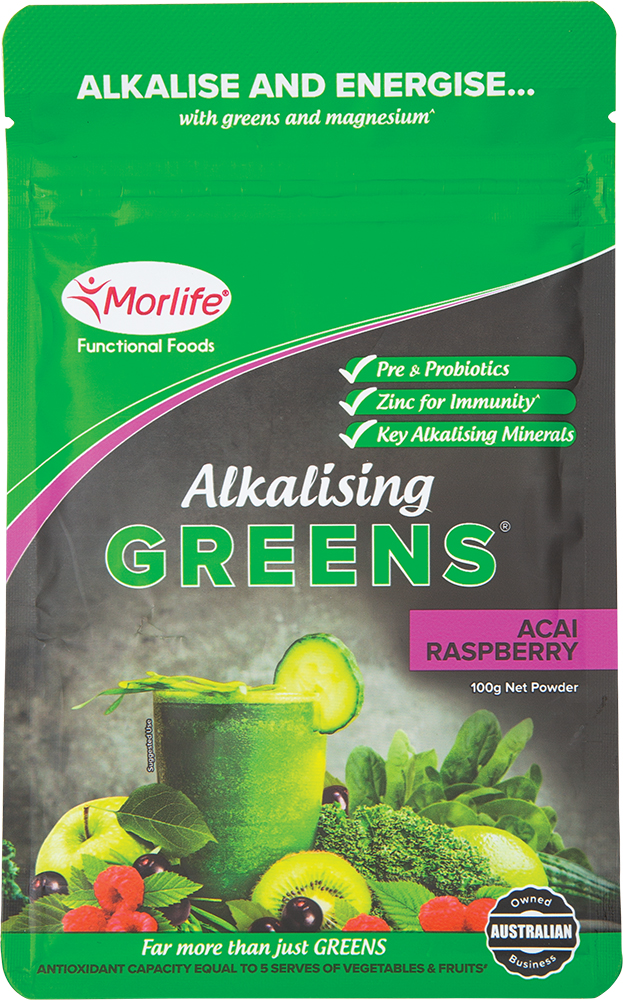 ALKALISE AND ENERGISE...
with greens and magnesium^
Morlife®
Functional Foods
Pre & Probiotics
Zinc for Immunity^
Key Alkalising Minerals
Alkalising
GREENS®
ACAI
RASPBERRY
100g Net Powder
Suggested Use
Owned
AUSTRALIAN
Business
Far more than just GREENS
ANTIOXIDANT CAPACITY EQUAL TO 5 SERVES OF VEGETABLES & FRUITS